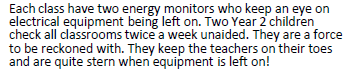 Each class have two energy monitors who keep an eye on
electrical equipment being left on. Two Year 2 children
check all classrooms twice a week unaided. They are a force
to be reckoned with. They keep the teachers on their toes
and are quite stern when equipment is left on!